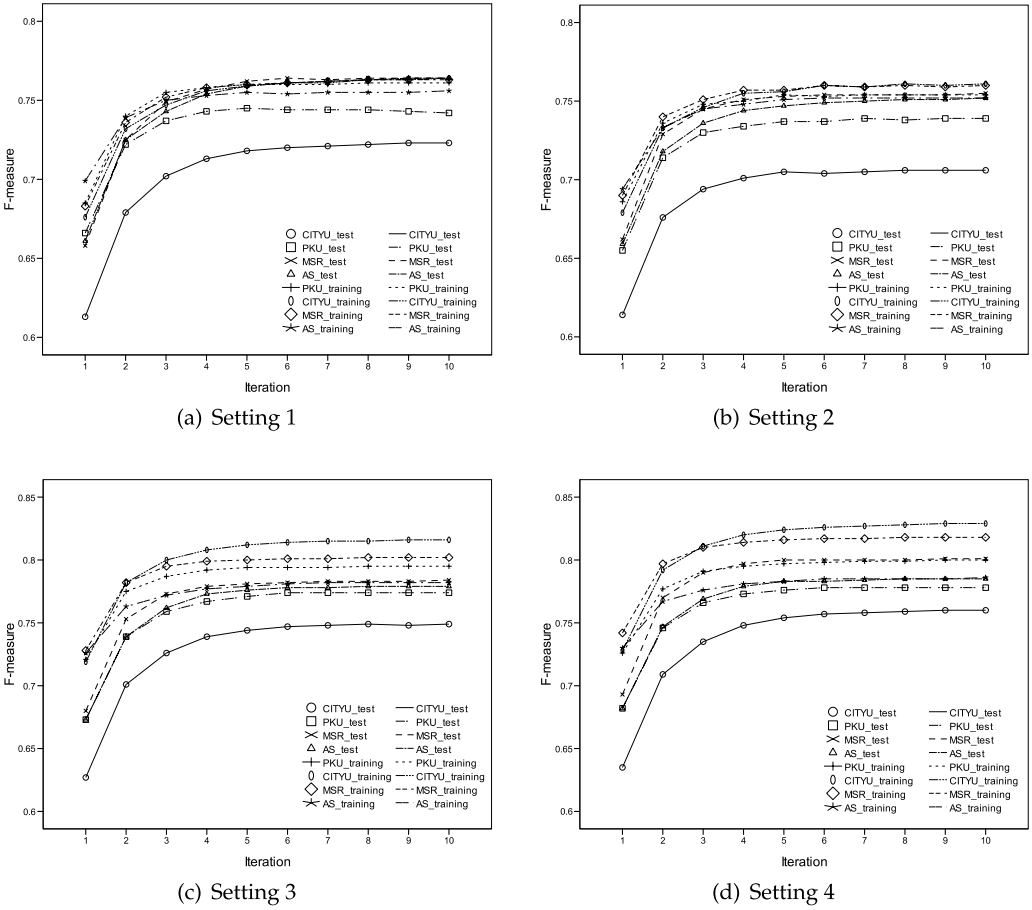 0.8
0.75
0.7
0.65
0.6
F-measure
CITYU_test CITYU_test
PKU_test PKU_test
MSR_test MSR_test
AS_test AS_test
PKU_training PKU_training
CITYU_training CITYU_training
MSR_training MSR_training
AS_training AS_training
1 2 3 4 5 6 7 8 9 10
Iteration
(a) Setting 1
0.8
0.75
0.7
0.65
0.6
F-measure
CITYU_test CITYU_test
PKU_test PKU_test
MSR_test MSR_test
AS_test AS_test
PKU_training PKU_training
CITYU_training CITYU_training
MSR_training MSR_training
AS_training AS_training
1 2 3 4 5 6 7 8 9 10
Iteration
(b) Setting 2
0.85
0.8
0.75
0.7
0.65
0.6
F-measure
CITYU_test CITYU_test
PKU_test PKU_test
MSR_test MSR_test
AS_test AS_test
PKU_training PKU_training
CITYU_training CITYU_training
MSR_training MSR_training
AS_training AS_training
1 2 3 4 5 6 7 8 9 10
Iteration
(c) Setting 3
0.85
0.8
0.75
0.7
0.65
0.6
F-measure
CITYU_test CITYU_test
PKU_test PKU_test
MSR_test MSR_test
AS_test AS_test
PKU_training PKU_training
CITYU_training CITYU_training
MSR_training MSR_training
AS_training AS_training
1 2 3 4 5 6 7 8 9 10
Iteration
(d) Setting 4